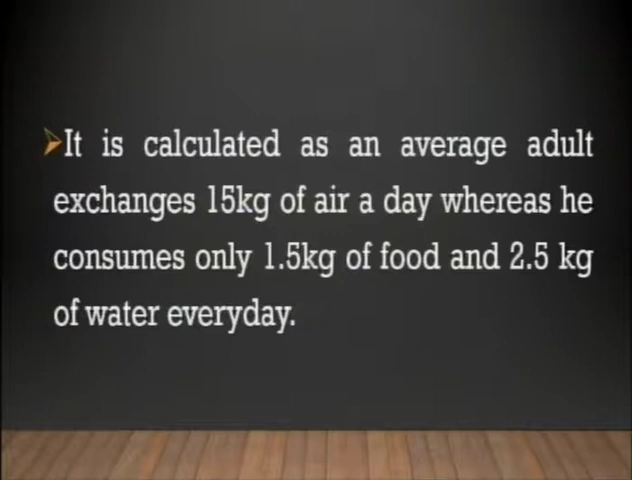 It is calculated as an average adult
exchanges 15kg of air a day whereas he
consumes only 1.5kg of food and 2.5 kg
of water everyday.